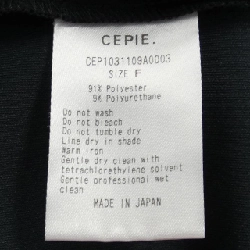 CEPIE.
CEP1031109A0003
SIZE F
91% Polyester
9% Polyurethane
Do not wash
Do not bleach
Do not tumble dry
Line dry in shade
Warm iron
Gentle dry clean with
tetrachloroethylene solvent
Gentle professional wet
clean
MADE IN JAPAN